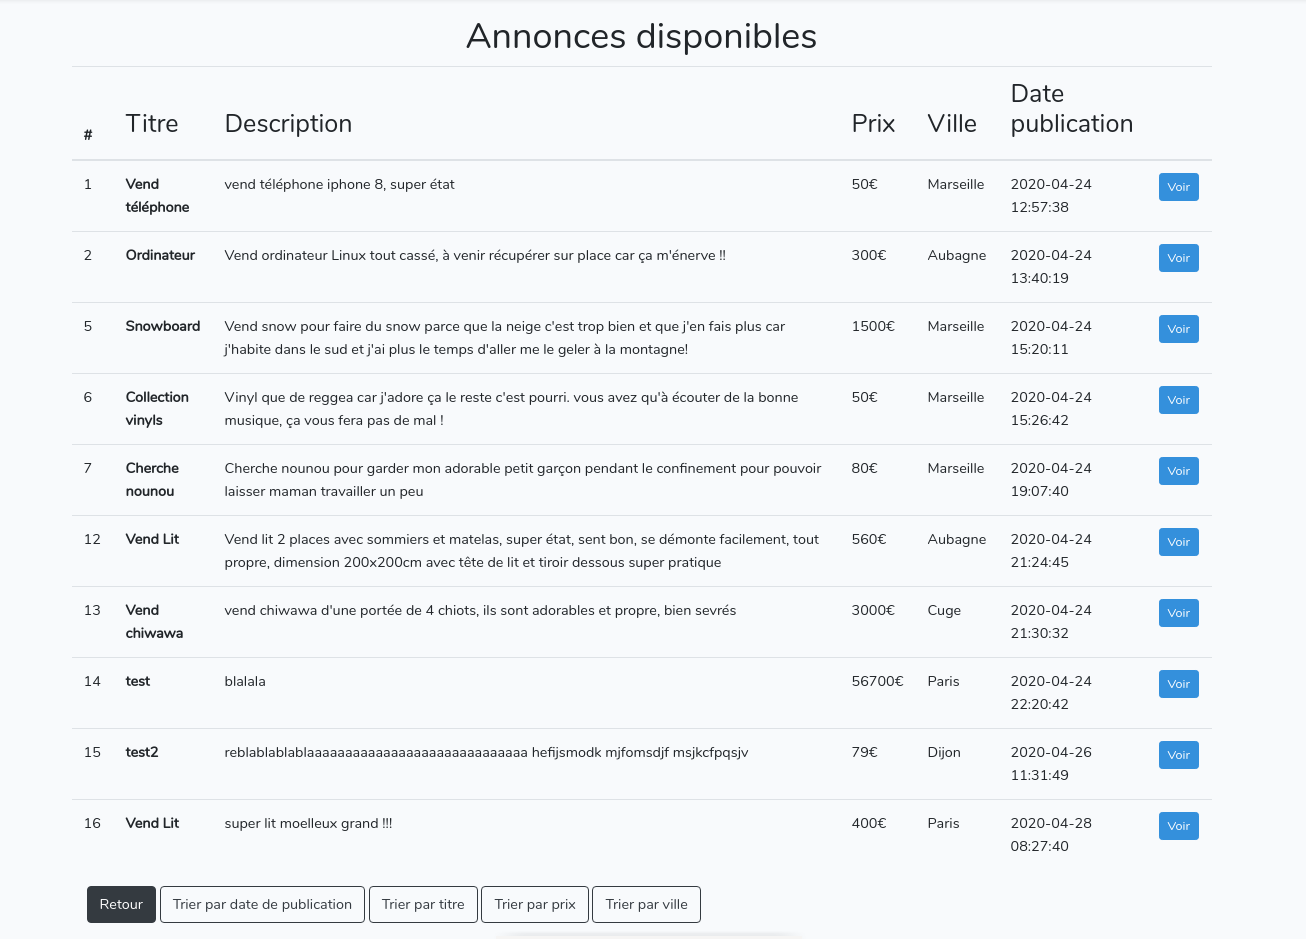 Annonces disponibles
# Titre Description Prix Ville Date publication
1 Vend vend téléphone iphone 8, super état 50€ Marseille 2020-04-24 Voir
téléphone 12:57:38
2 Ordinateur Vend ordinateur Linux tout cassé, à venir récupérer sur place car ça m'énerve !! 300€ Aubagne 2020-04-24 Voir
13:40:19
5 Snowboard Vend snow pour faire du snow parce que la neige c'est trop bien et que j'en fais plus car 1500€ Marseille 2020-04-24 Voir
j'habite dans le sud et j'ai plus le temps d'aller me le geler à la montagne! 15:20:11
6 Collection Vinyl que de reggea car j'adore ça le reste c'est pourri. vous avez qu'à écouter de la bonne 50€ Marseille 2020-04-24 Voir
vinyls musique, ça vous fera pas de mal ! 15:26:42
7 Cherche Cherche nounou pour garder mon adorable petit garçon pendant le confinement pour pouvoir 80€ Marseille 2020-04-24 Voir
nounou laisser maman travailler un peu 19:07:40
12 Vend Lit Vend lit 2 places avec sommiers et matelas, super état, sent bon, se démonte facilement, tout 560€ Aubagne 2020-04-24 Voir
propre, dimension 200x200cm avec tête de lit et tiroir dessous super pratique 21:24:45
13 Vend vend chiwawa d'une portée de 4 chiots, ils sont adorables et propre, bien sevrés 3000€ Cuge 2020-04-24 Voir
chiwawa 21:30:32
14 test blalala 56700€ Paris 2020-04-24 Voir
22:20:42
15 test2 reblablablablaaaaaaaaaaaaaaaaaaaaaaaaaaaaa hefijsmodk mjfomsdjf msjkcfpqsjv 79€ Dijon 2020-04-26 Voir
11:31:49
16 Vend Lit super lit moelleux grand !!! 400€ Paris 2020-04-28 Voir
08:27:40
Retour Trier par date de publication Trier par titre Trier par prix Trier par ville